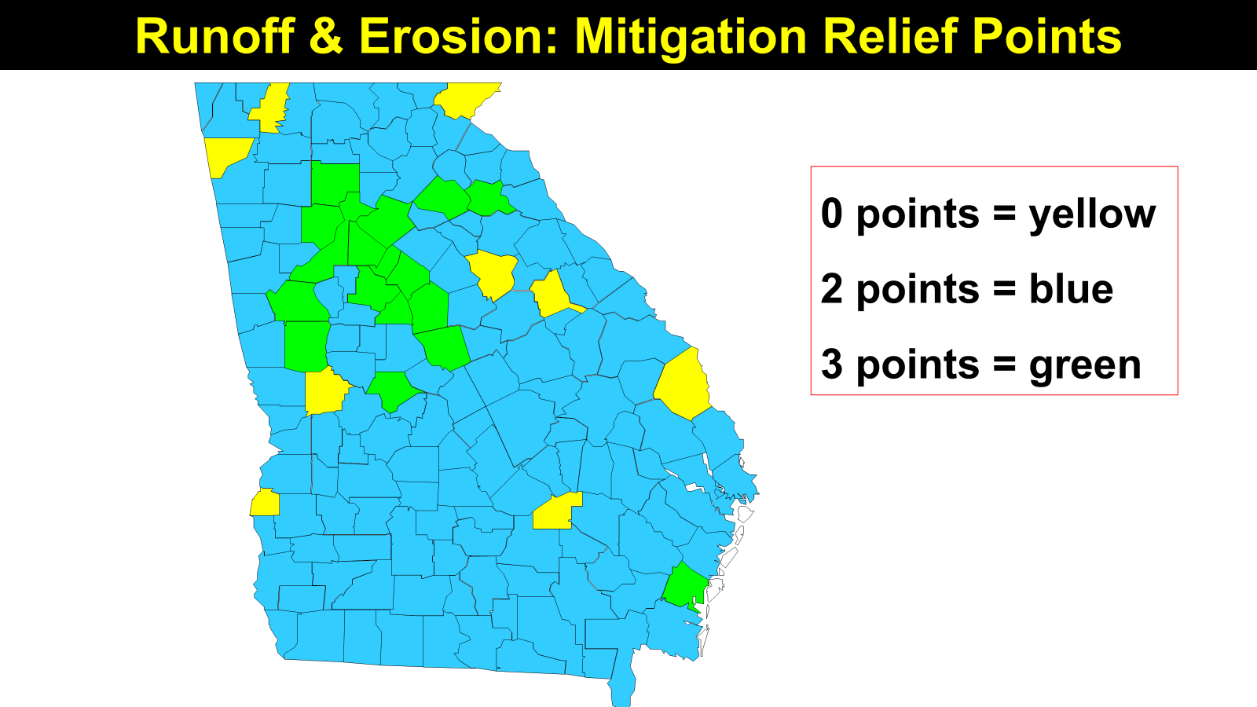 Runoff & Erosion: Mitigation Relief Points
0 points = yellow
2 points = blue
3 points = green